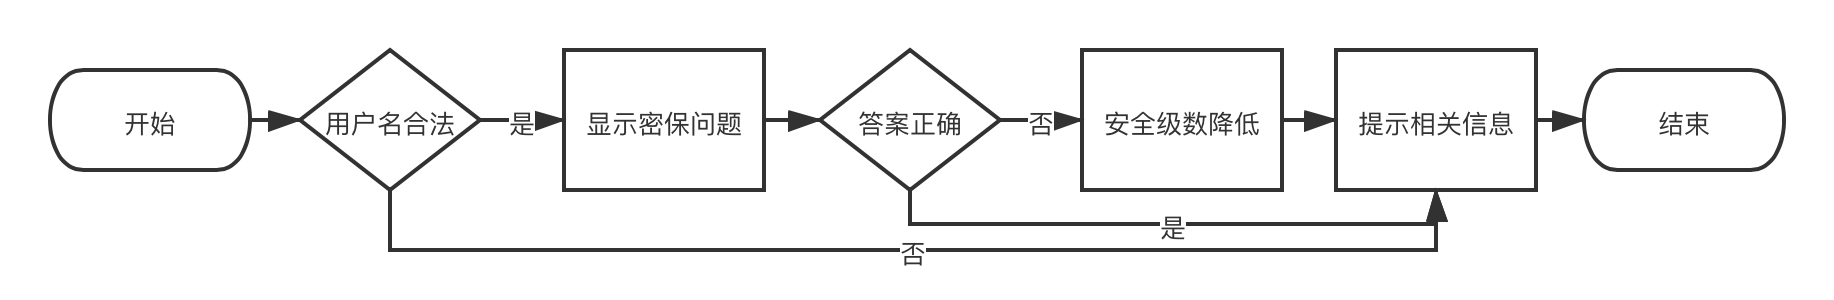 开始
用户名合法
是
显示密保问题
答案正确
否
安全级数降低
提示相关信息
结束
是
否